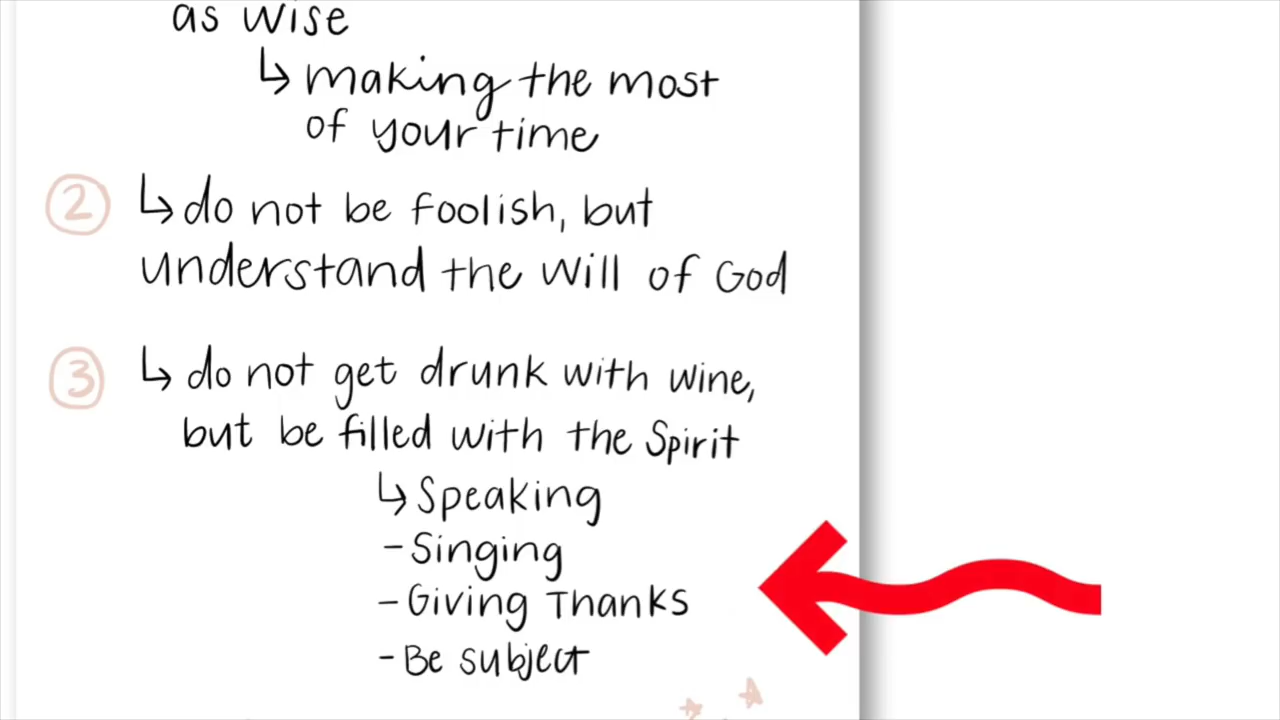 as wise
↳ making the most
of your time
② ↳ do not be foolish, but
understand the will of God
③ ↳ do not get drunk with wine,
but be filled with the Spirit
↳ Speaking
- Singing
- Giving Thanks
- Be subject